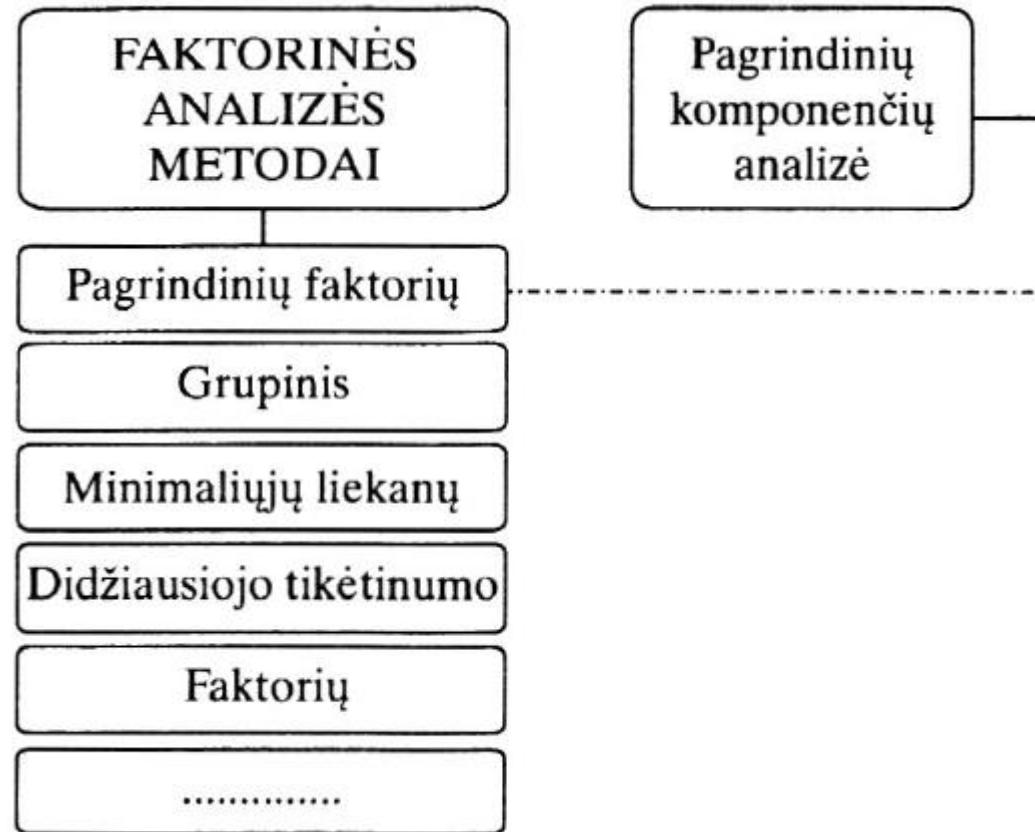 FAKTORINĖS
ANALIZĖS
METODAI
Pagrindinių
komponenčių
analizė
Pagrindinių faktorių
Grupinis
Minimaliųjų liekanų
Didžiausiojo tikėtinumo
Faktorių
..............